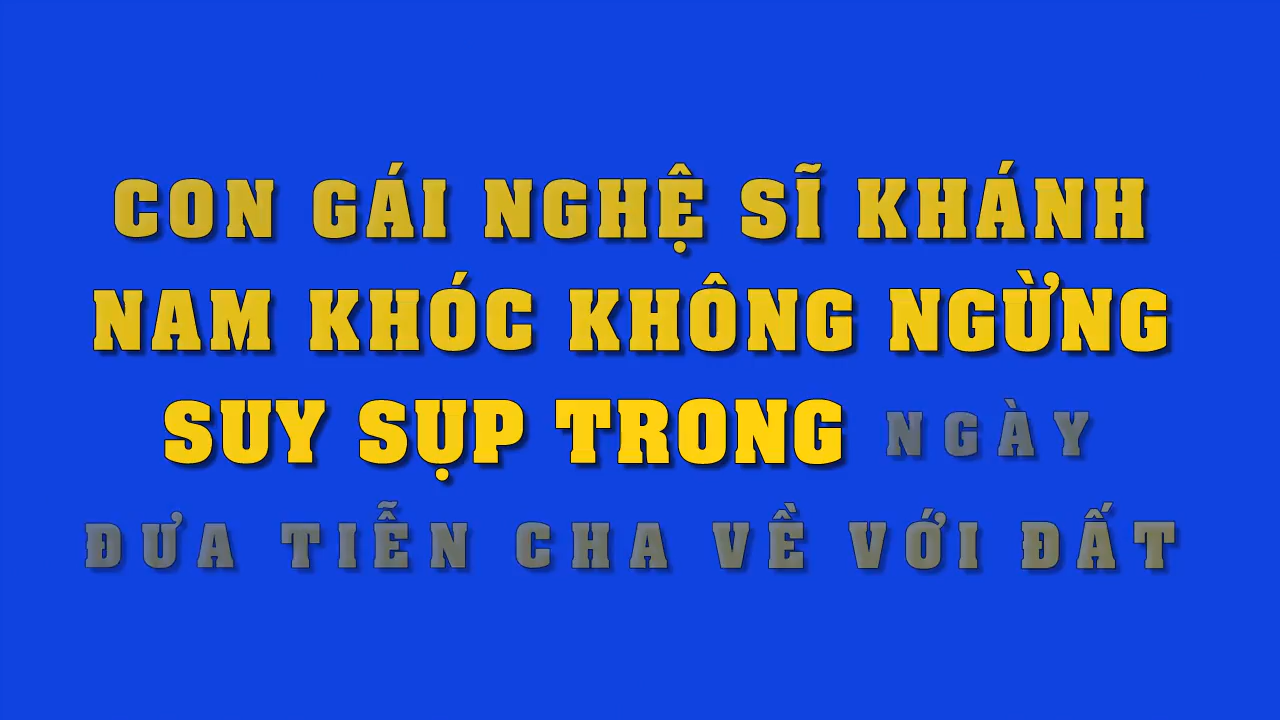 CON GÁI NGHỆ SĨ KHÁNH
NAM KHÓC KHÔNG NGỪNG
SUY SỤP TRONG NGÀY
ĐƯA TIỄN CHA VỀ VỚI ĐẤT